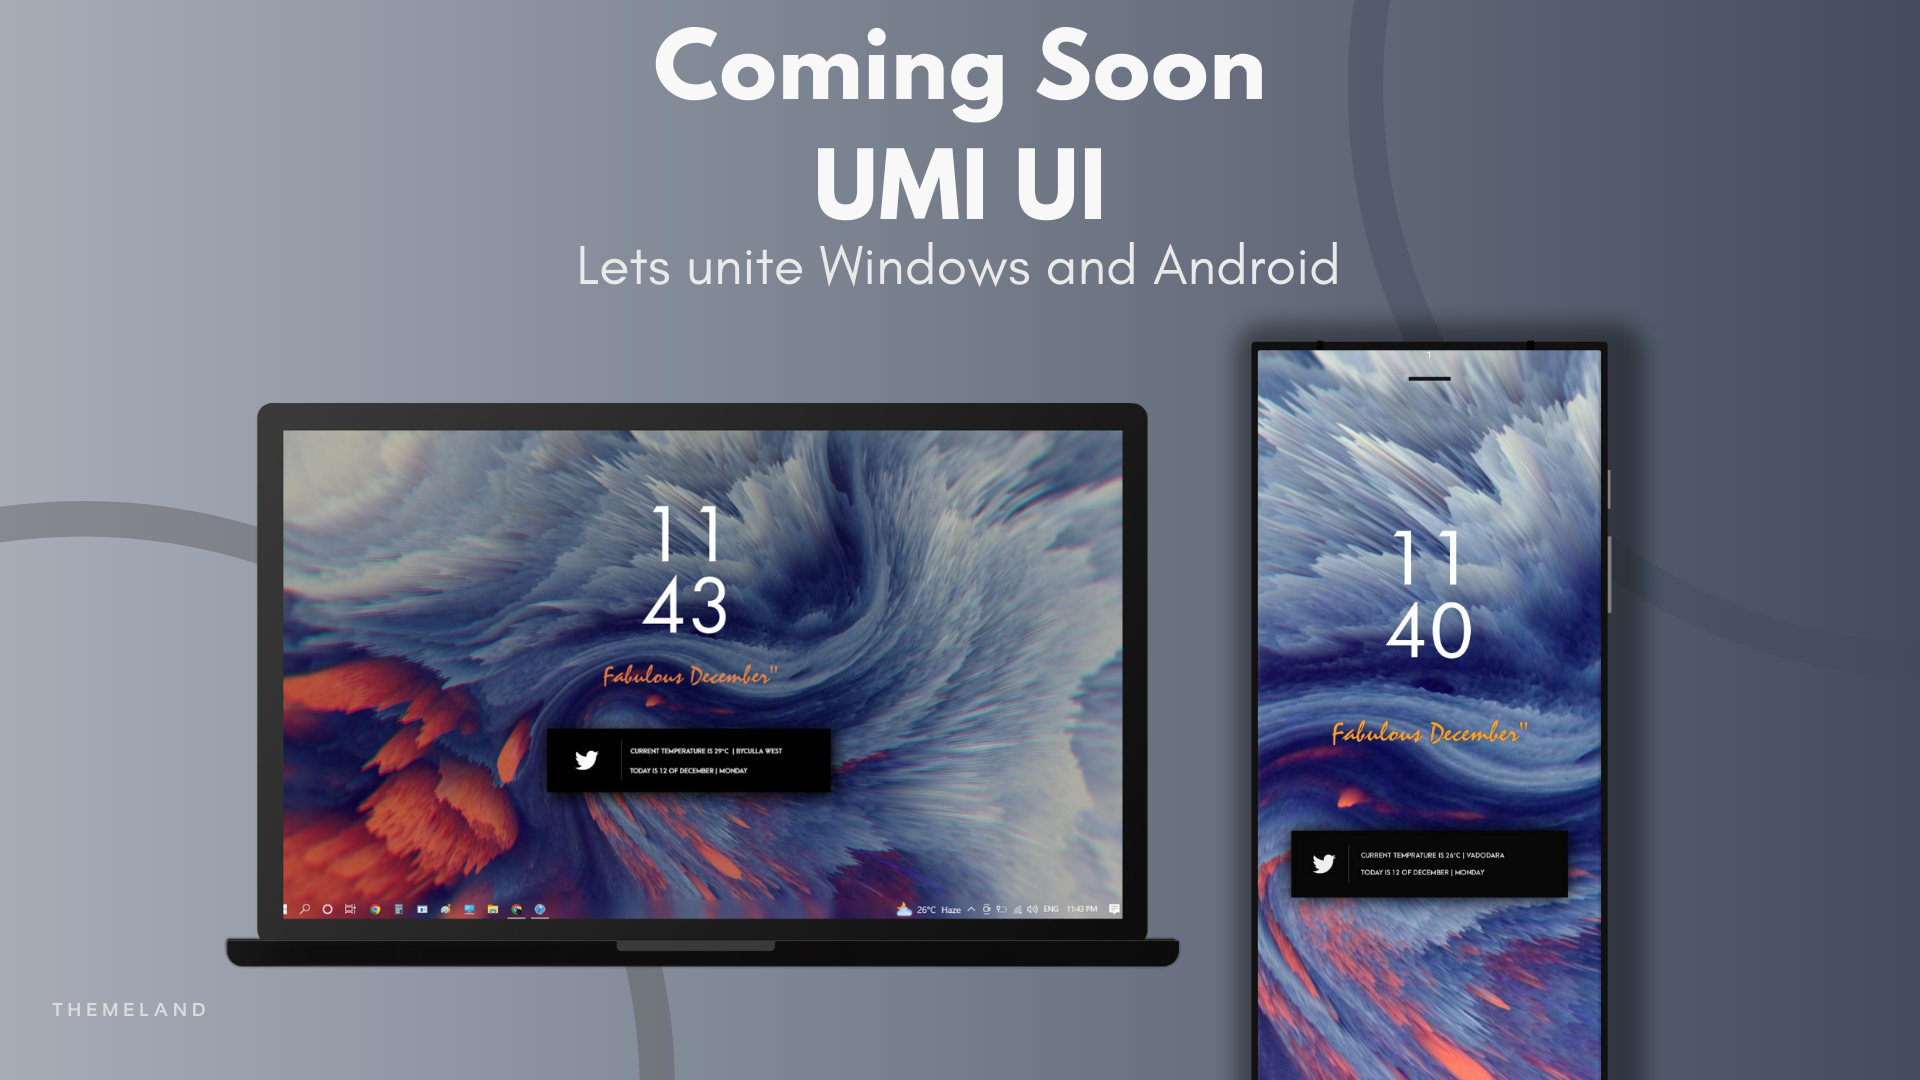 Coming Soon
UMI UI
Lets unite Windows and Android
11
43
Fabulous December"
CURRENT TEMPERATURE IS 29°C | BYCULLA WEST
TODAY IS 12 OF DECEMBER | MONDAY
26°C Haze ENG 11:43 PM
11
40
Fabulous December"
CURRENT TEMPRATURE IS 26°C | VADODARA
TODAY IS 12 OF DECEMBER | MONDAY
THEMELAND